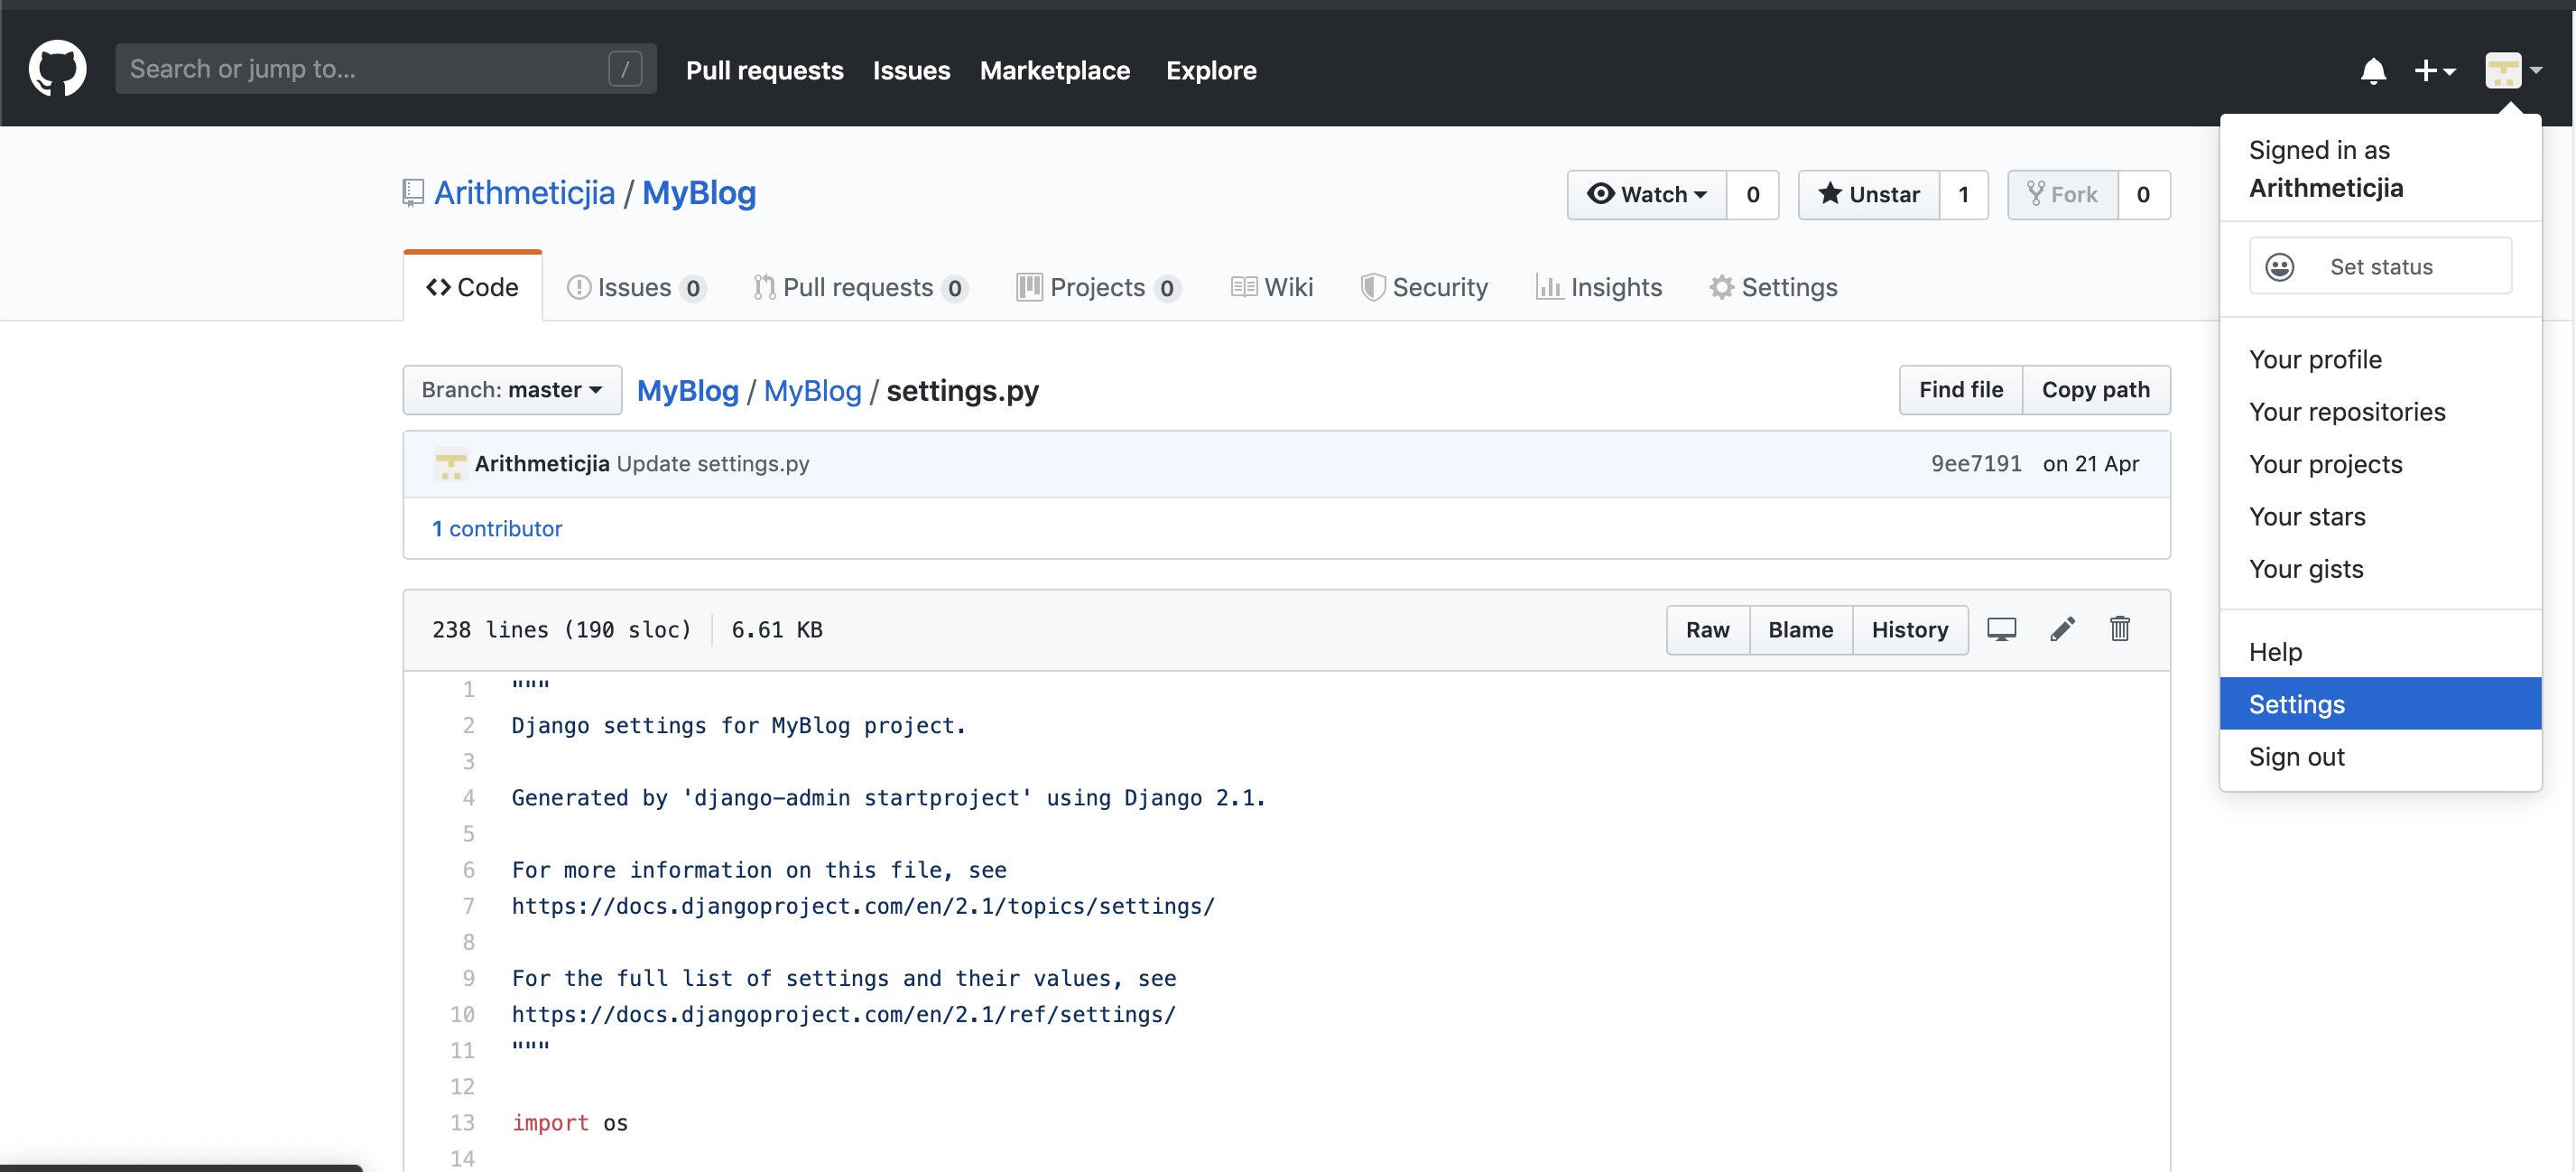 Search or jump to... /
Pull requests Issues Marketplace Explore
Signed in as
Arithmeticjia
Set status
Your profile
Your repositories
Your projects
Your stars
Your gists
Help
Settings
Sign out
Arithmeticjia / MyBlog
Watch 0 Unstar 1 Fork 0
Code Issues 0 Pull requests 0 Projects 0 Wiki Security Insights Settings
Branch: master MyBlog / MyBlog / settings.py Find file Copy path
Arithmeticjia Update settings.py 9ee7191 on 21 Apr
1 contributor
238 lines (190 sloc) 6.61 KB Raw Blame History
1 """
2 Django settings for MyBlog project.
3
4 Generated by 'django-admin startproject' using Django 2.1.
5
6 For more information on this file, see
7 https://docs.djangoproject.com/en/2.1/topics/settings/
8
9 For the full list of settings and their values, see
10 https://docs.djangoproject.com/en/2.1/ref/settings/
11 """
12
13 import os
14